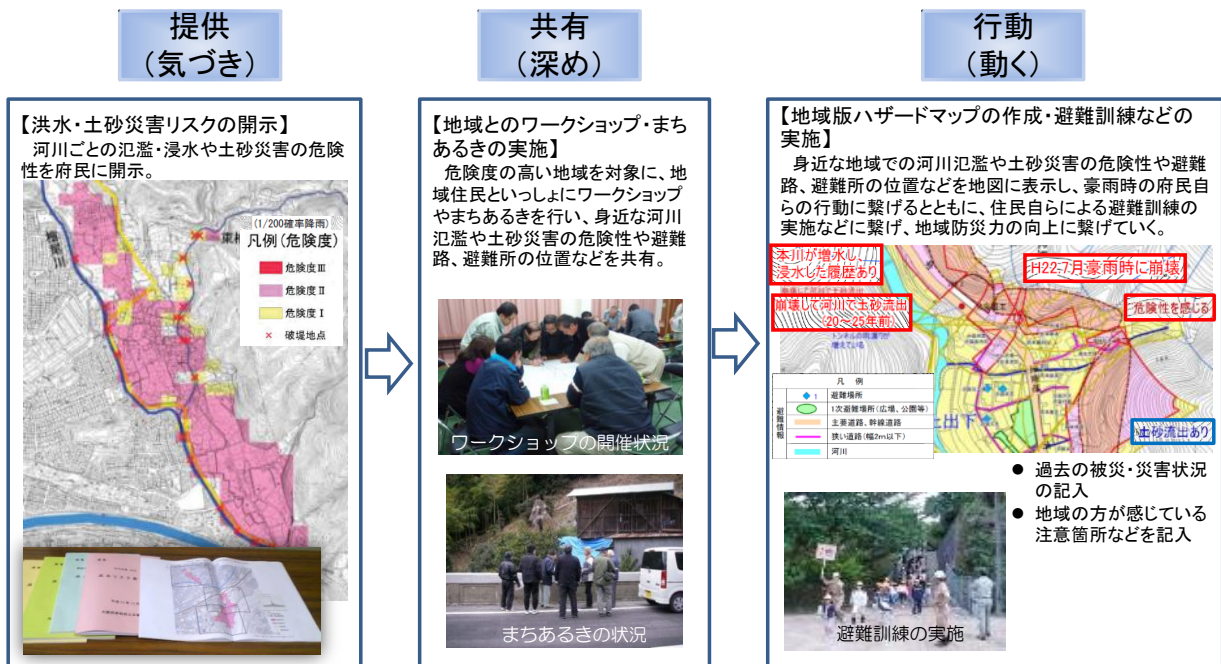 提供
(気づき)
共有
(深め)
行動
(動く)
【洪水・土砂災害リスクの開示】
河川ごとの氾濫・浸水や土砂災害の危険
性を府民に開示。
(1/200確率降雨)
凡例(危険度)
危険度Ⅲ
危険度Ⅱ
危険度Ⅰ
× 破堤地点
【地域とのワークショップ・まち
あるきの実施】
危険度の高い地域を対象に、地
域住民といっしょにワークショップ
やまちあるきを行い、身近な河川
氾濫や土砂災害の危険性や避難
路、避難所の位置などを共有。
ワークショップの開催状況
まちあるきの状況
【地域版ハザードマップの作成・避難訓練などの
実施】
身近な地域での河川氾濫や土砂災害の危険性や避難
路、避難所の位置などを地図に表示し、豪雨時の府民自
らの行動に繋げるとともに、住民自らによる避難訓練の
実施などに繋げ、地域防災力の向上に繋げていく。
本川が増水し
浸水した履歴あり
H22.7月豪雨時に崩壊
崩壊して河川で土砂流出
(20~25年前)
危険性を感じる
トンネルの雨漏りが
増えている
凡 例
避難情報
1 避難場所
1次避難場所(広場、公園等)
主要道路、幹線道路
狭い道路(幅2m以下)
河川
上出下
土砂流出あり
● 過去の被災・災害状況
の記入
● 地域の方が感じている
注意箇所などを記入
避難訓練の実施